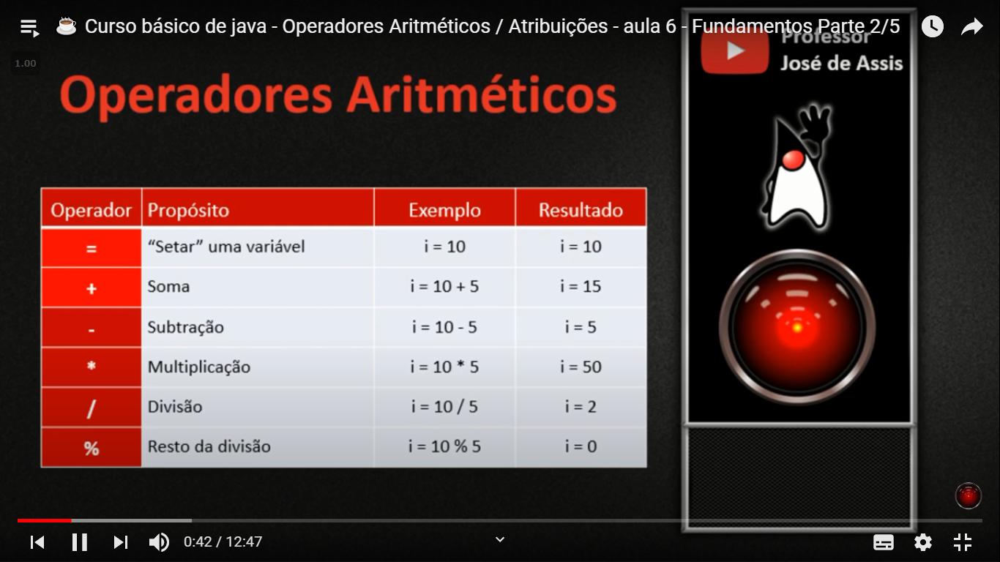 ☕ Curso básico de java - Operadores Aritméticos / Atribuições - aula 6 - Fundamentos Parte 2/5
Professor
José de Assis
1.00
Operadores Aritméticos
Operador Propósito Exemplo Resultado
= “Setar” uma variável i = 10 i = 10
+ Soma i = 10 + 5 i = 15
- Subtração i = 10 - 5 i = 5
* Multiplicação i = 10 * 5 i = 50
/ Divisão i = 10 / 5 i = 2
% Resto da divisão i = 10 % 5 i = 0
0:42 / 12:47